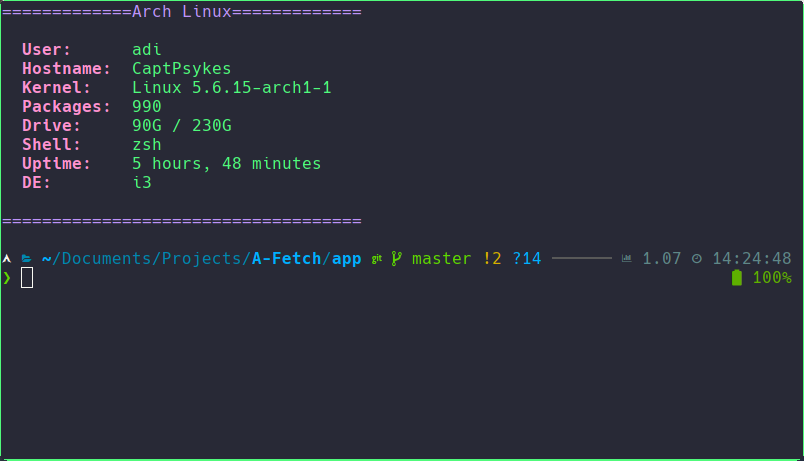 =============Arch Linux=============
User: adi
Hostname: CaptPsykes
Kernel: Linux 5.6.15-arch1-1
Packages: 990
Drive: 90G / 230G
Shell: zsh
Uptime: 5 hours, 48 minutes
DE: i3
====================================
~/Documents/Projects/A-Fetch/app git master !2 ?14 ────── 1.07 14:24:48
❯ 100%